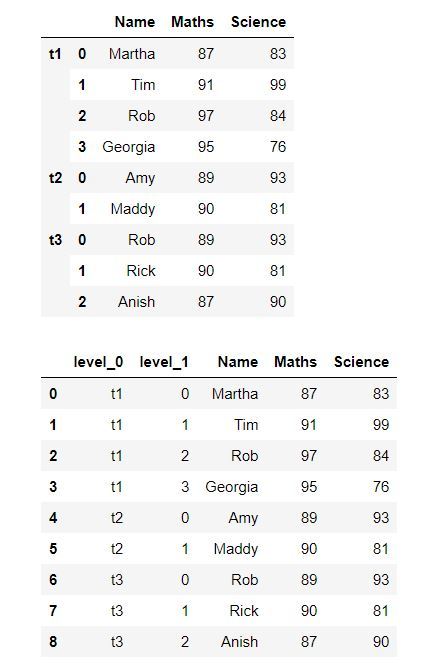 Name Maths Science
t1 0 Martha 87 83
1 Tim 91 99
2 Rob 97 84
3 Georgia 95 76
t2 0 Amy 89 93
1 Maddy 90 81
t3 0 Rob 89 93
1 Rick 90 81
2 Anish 87 90
level_0 level_1 Name Maths Science
0 t1 0 Martha 87 83
1 t1 1 Tim 91 99
2 t1 2 Rob 97 84
3 t1 3 Georgia 95 76
4 t2 0 Amy 89 93
5 t2 1 Maddy 90 81
6 t3 0 Rob 89 93
7 t3 1 Rick 90 81
8 t3 2 Anish 87 90